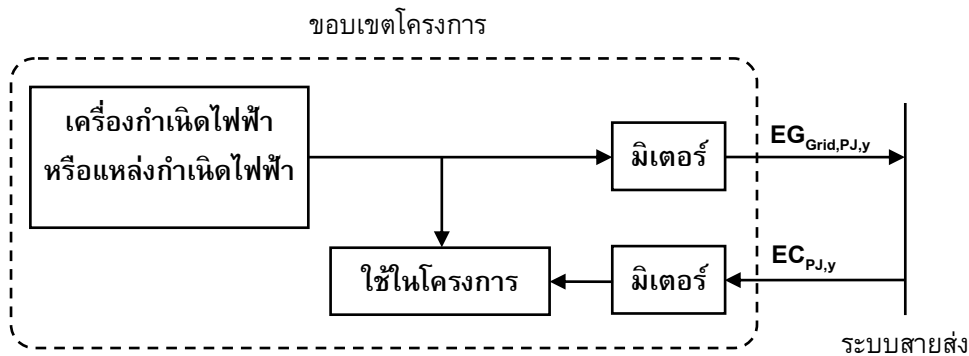 ขอบเขตโครงการ
เครื่องกำเนิดไฟฟ้า
หรือแหล่งกำเนิดไฟฟ้า
มิเตอร์
EGGrid,PJ,y
ใช้ในโครงการ
มิเตอร์
ECPJ,y
ระบบสายส่ง